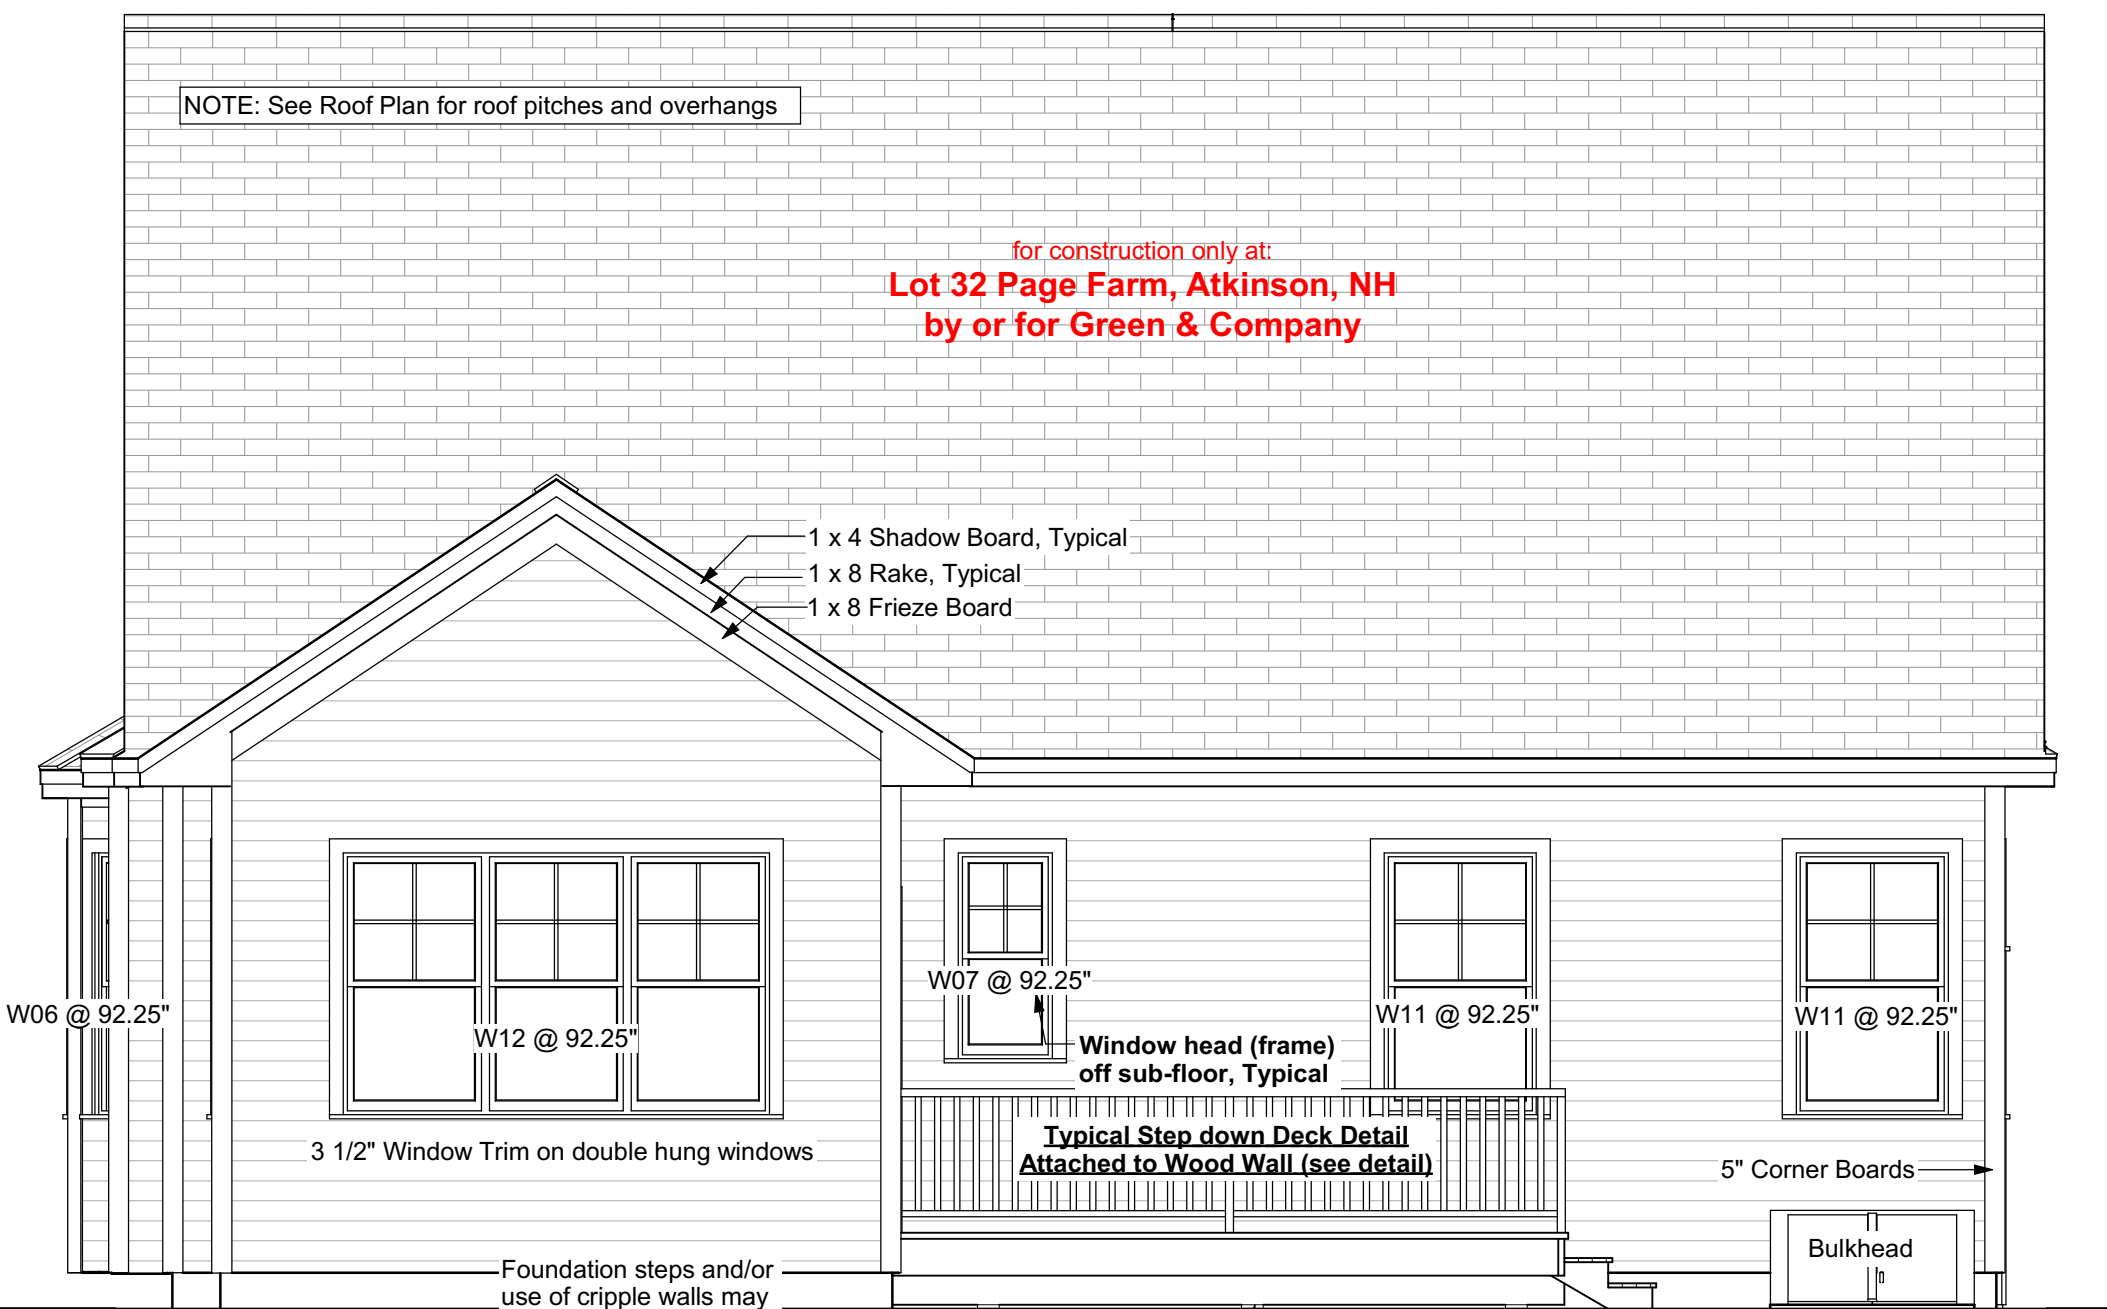 NOTE: See Roof Plan for roof pitches and overhangs
for construction only at:
Lot 32 Page Farm, Atkinson, NH
by or for Green & Company
1 x 4 Shadow Board, Typical
1 x 8 Rake, Typical
1 x 8 Frieze Board
W06 @ 92.25"
W12 @ 92.25"
W07 @ 92.25"
W11 @ 92.25"
W11 @ 92.25"
Window head (frame)
off sub-floor, Typical
3 1/2" Window Trim on double hung windows
Typical Step down Deck Detail
Attached to Wood Wall (see detail)
5" Corner Boards
Bulkhead
Foundation steps and/or
use of cripple walls may